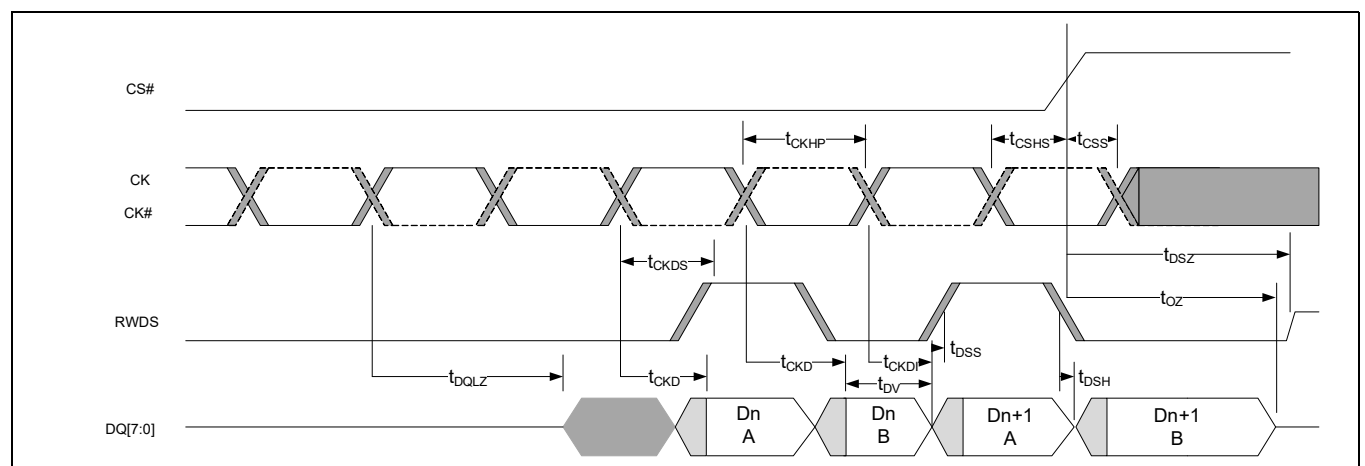 CS#
tCKHP
tCSHS
tCSS
CK
CK#
tCKDS
tDSZ
tOZ
RWDS
tDSS
tCKD
tCKDI
tDQLZ
tCKD
tDV
tDSH
DQ[7:0]
Dn
A
Dn
B
Dn+1
A
Dn+1
B